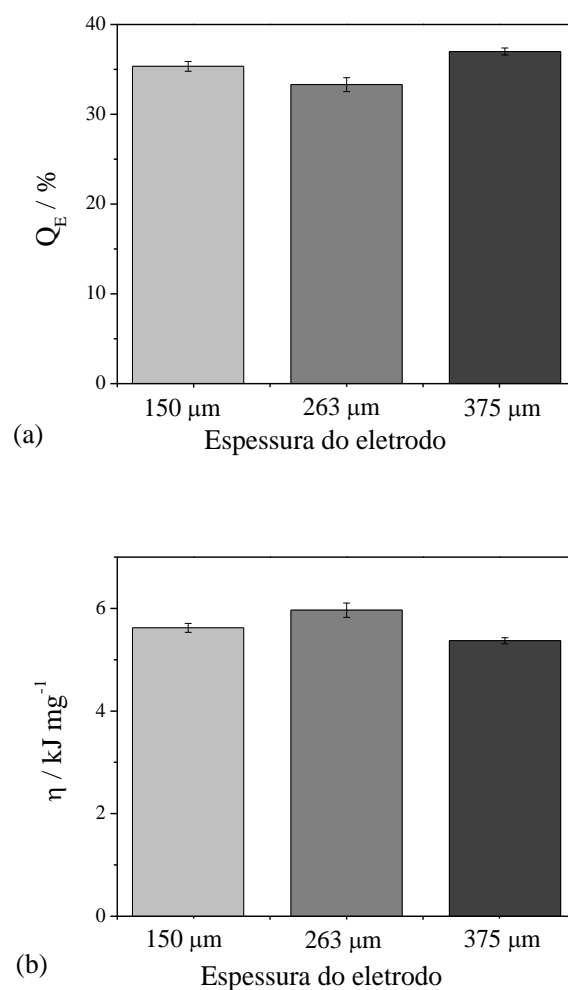 40
30
20
10
0
Q_E / %
150 μm 263 μm 375 μm
(a)
Espessura do eletrodo
6
4
2
0
η / kJ mg⁻¹
150 μm 263 μm 375 μm
(b)
Espessura do eletrodo